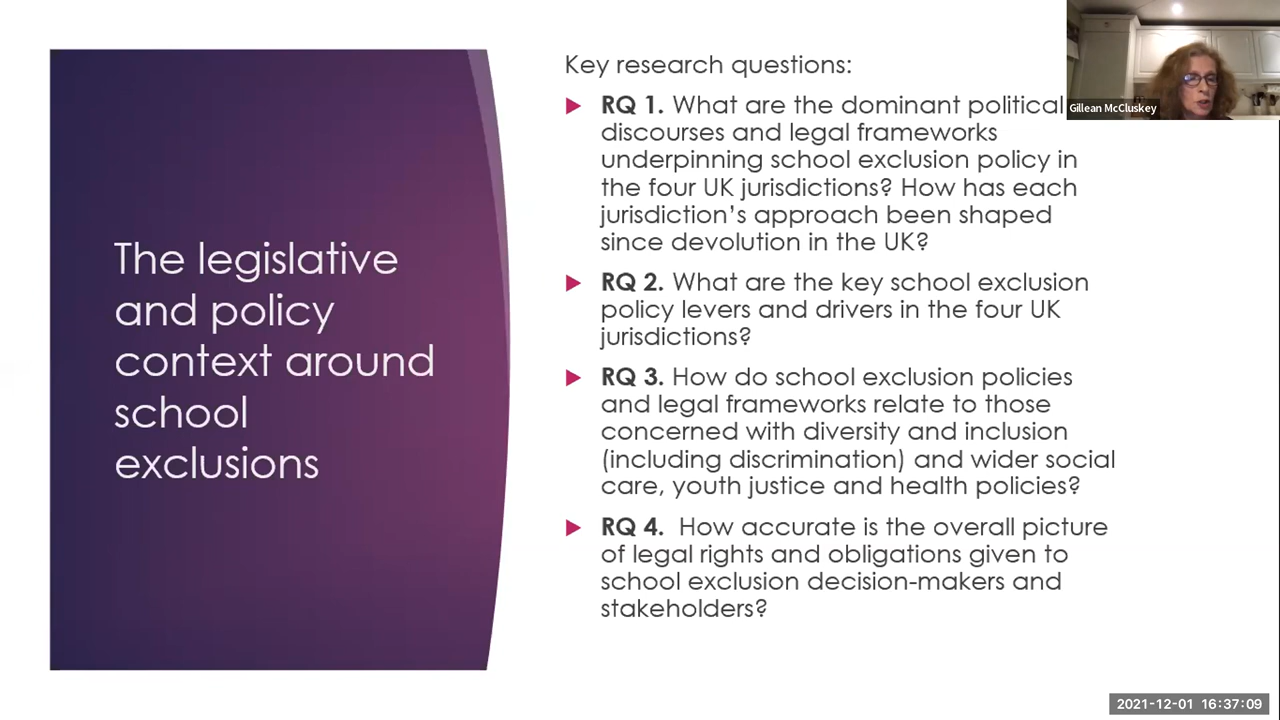 The legislative
and policy
context around
school
exclusions
Key research questions:
RQ 1. What are the dominant political
discourses and legal frameworks
underpinning school exclusion policy in
the four UK jurisdictions? How has each
jurisdiction's approach been shaped
since devolution in the UK?
RQ 2. What are the key school exclusion
policy levers and drivers in the four UK
jurisdictions?
RQ 3. How do school exclusion policies
and legal frameworks relate to those
concerned with diversity and inclusion
(including discrimination) and wider social
care, youth justice and health policies?
RQ 4.  How accurate is the overall picture
of legal rights and obligations given to
school exclusion decision-makers and
stakeholders?
Gillean McCluskey
2021-12-01 16:37:09